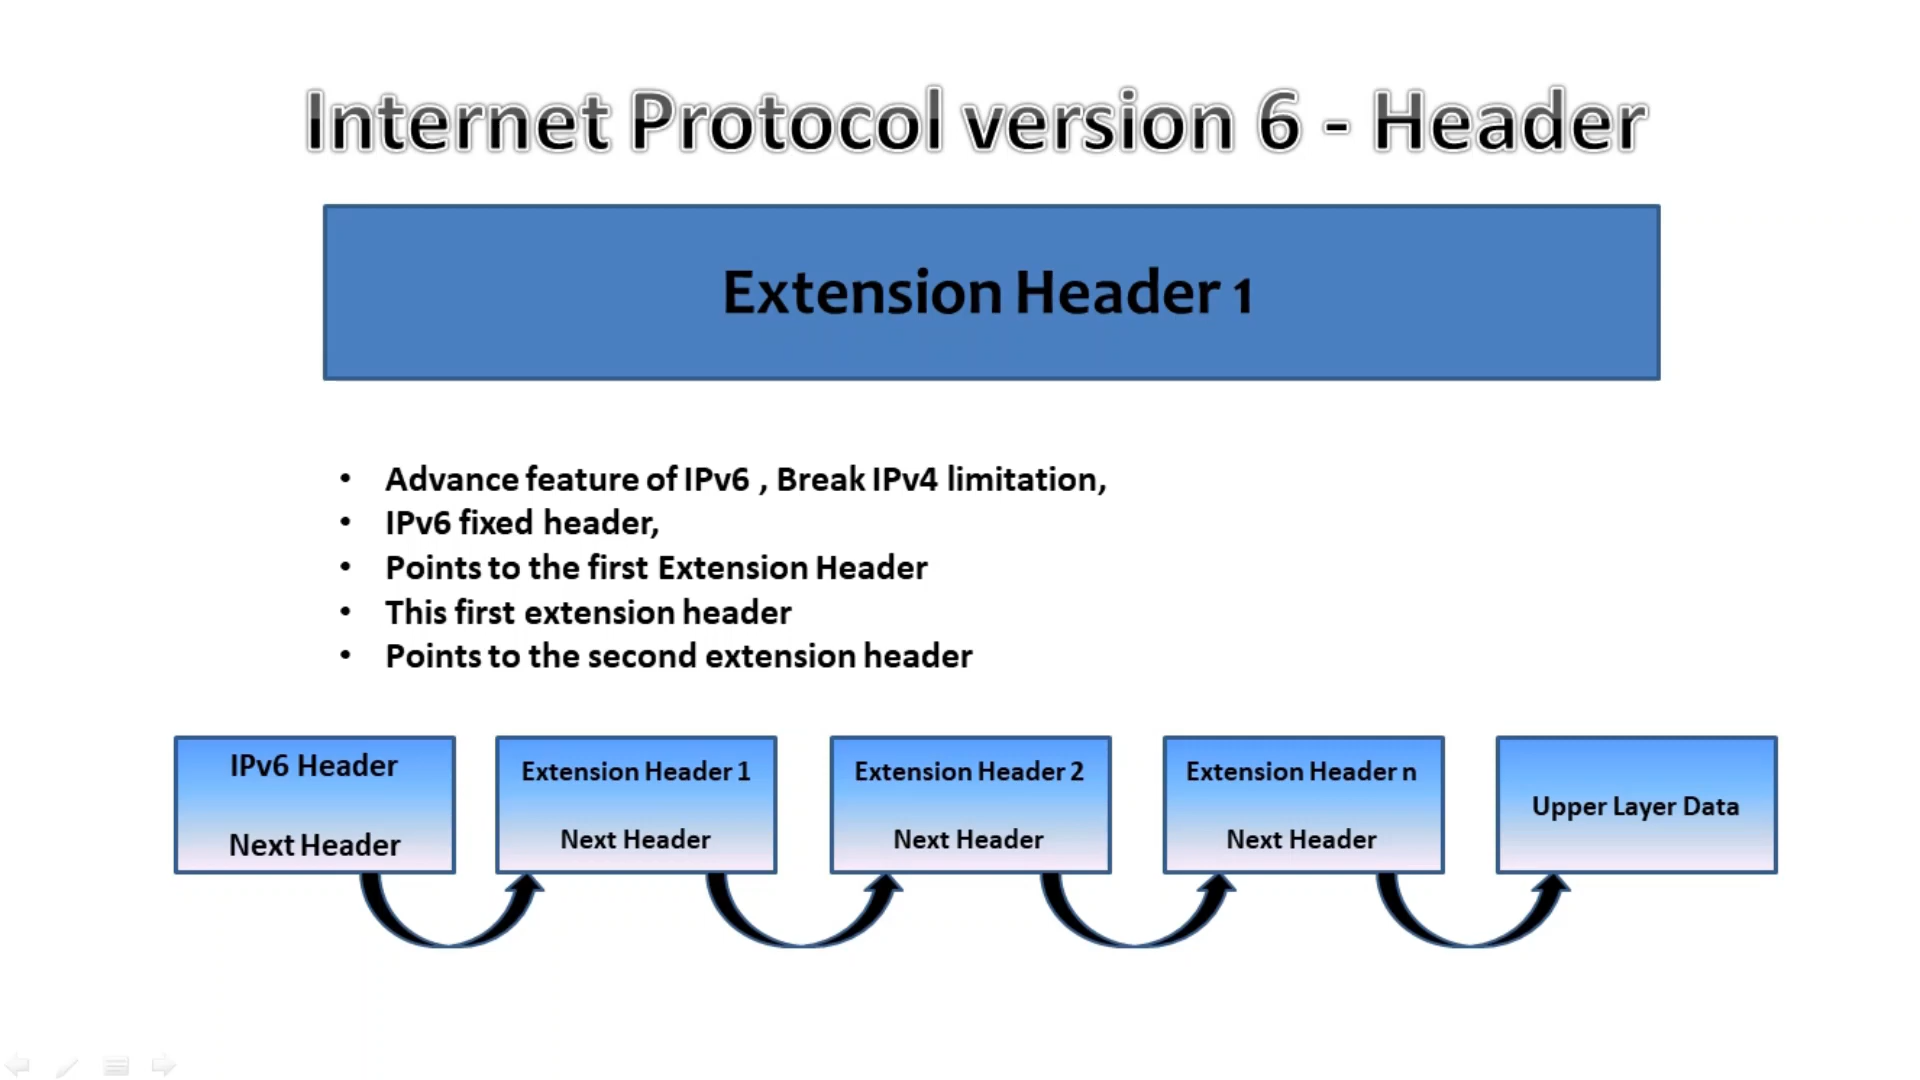 Internet Protocol version 6 - Header
Extension Header 1
• Advance feature of IPv6 , Break IPv4 limitation,
• IPv6 fixed header,
• Points to the first Extension Header
• This first extension header
• Points to the second extension header
IPv6 Header
Next Header
Extension Header 1
Next Header
Extension Header 2
Next Header
Extension Header n
Next Header
Upper Layer Data